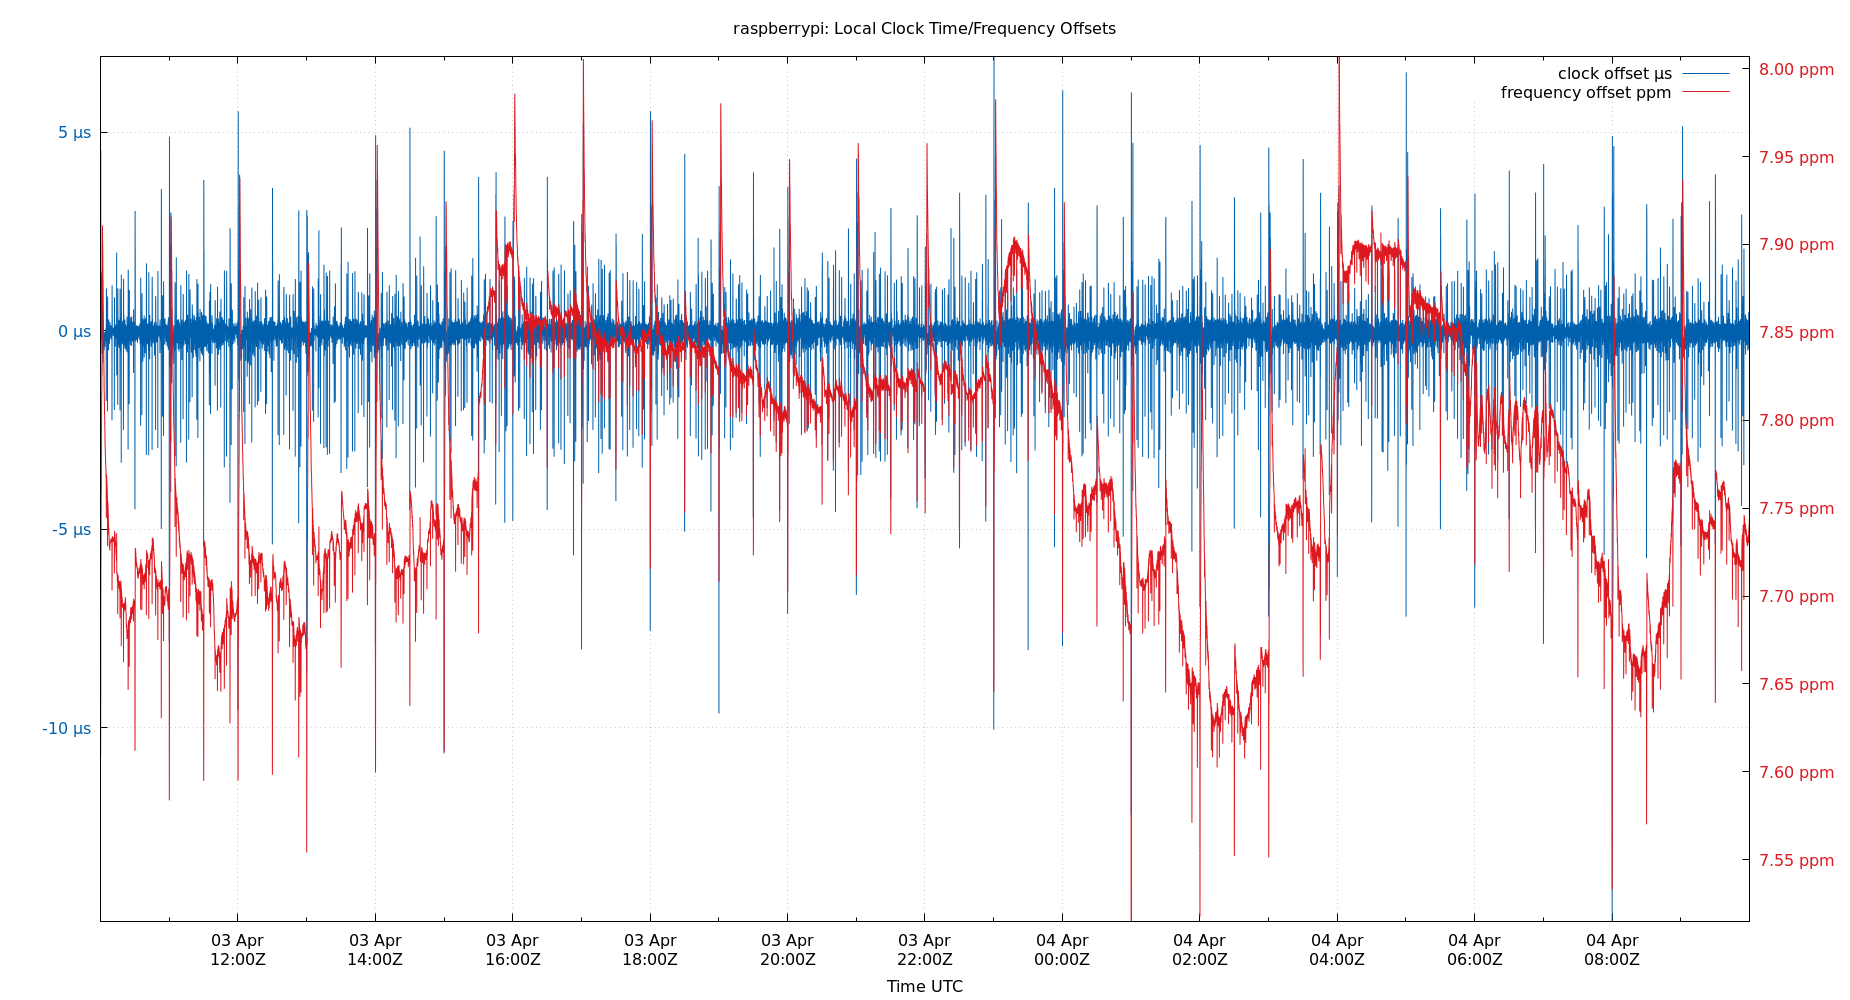 raspberrypi: Local Clock Time/Frequency Offsets
clock offset µs
frequency offset ppm
5 µs
0 µs
-5 µs
-10 µs
8.00 ppm
7.95 ppm
7.90 ppm
7.85 ppm
7.80 ppm
7.75 ppm
7.70 ppm
7.65 ppm
7.60 ppm
7.55 ppm
03 Apr 03 Apr 03 Apr 03 Apr 03 Apr 03 Apr 04 Apr 04 Apr 04 Apr 04 Apr 04 Apr
12:00Z 14:00Z 16:00Z 18:00Z 20:00Z 22:00Z 00:00Z 02:00Z 04:00Z 06:00Z 08:00Z
Time UTC